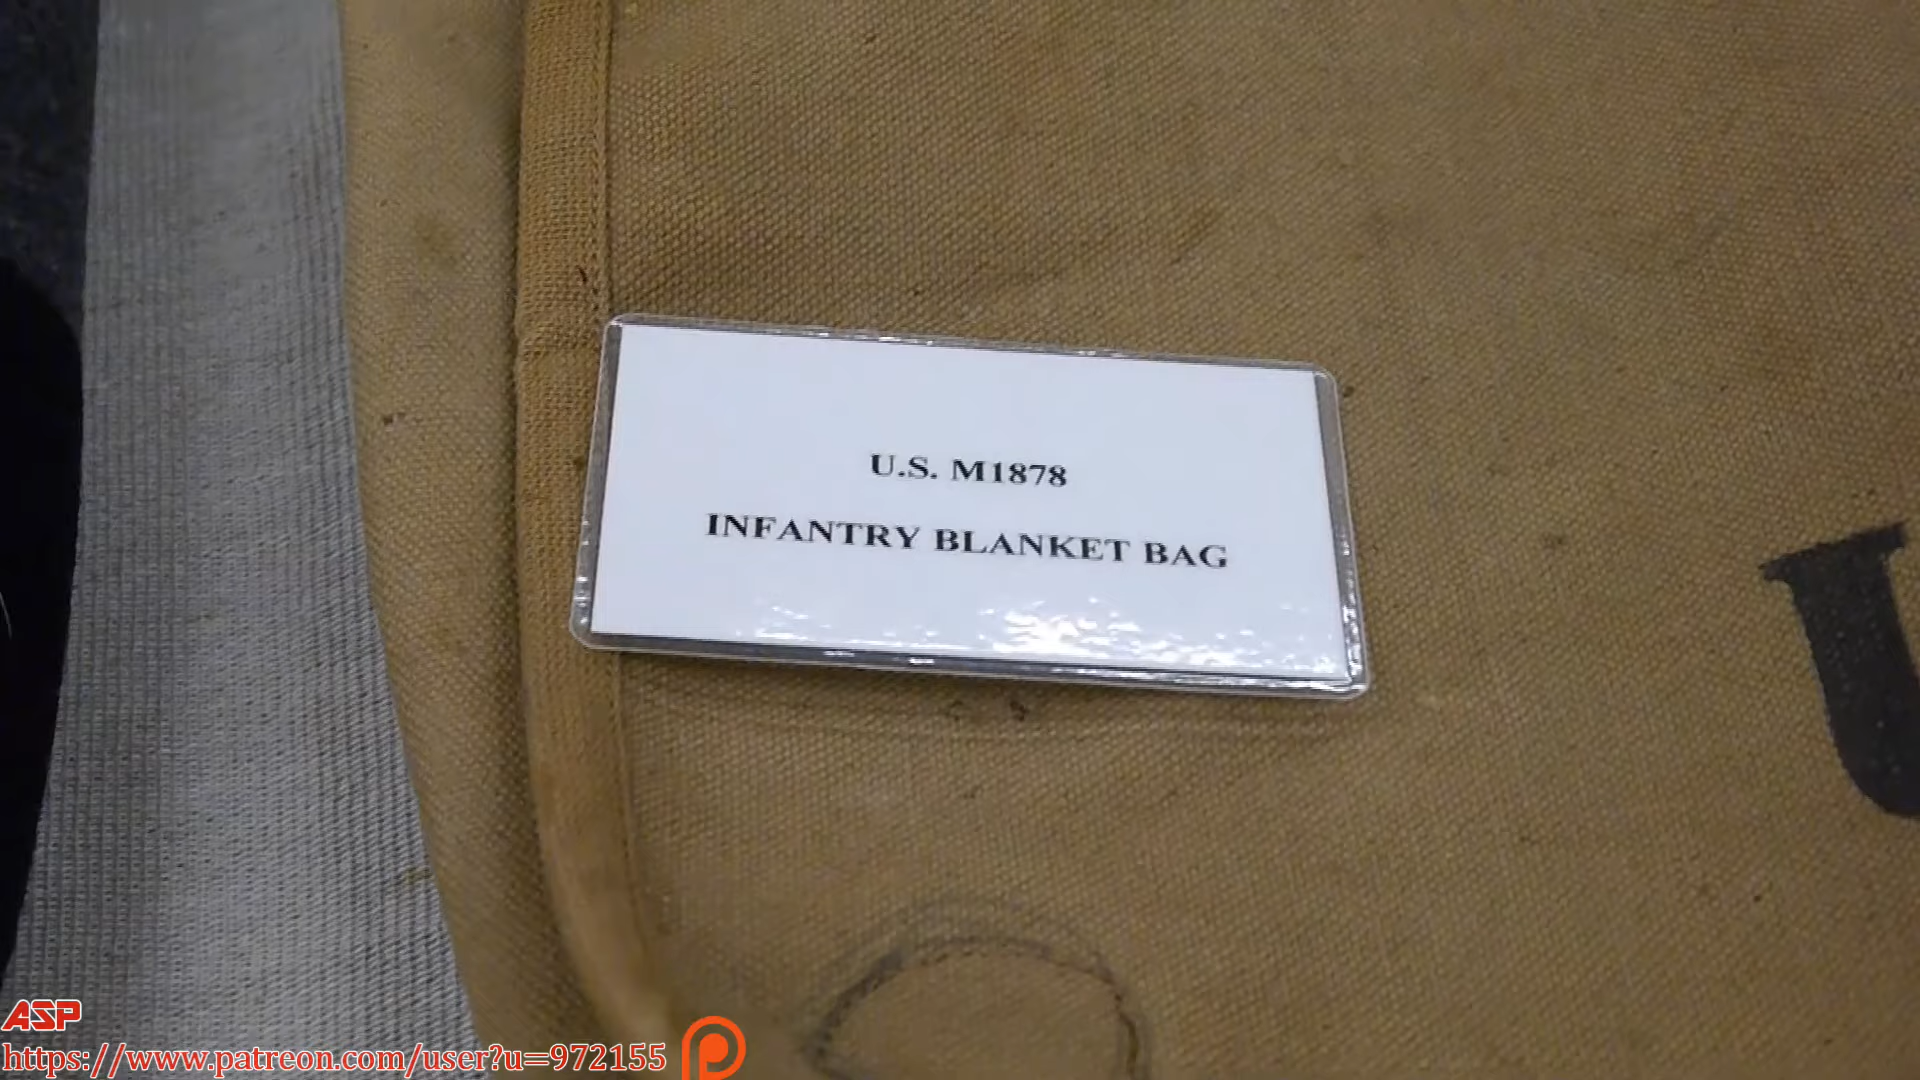 U.S. M1878
INFANTRY BLANKET BAG
U
ASP
https://www.patreon.com/user?u=972155